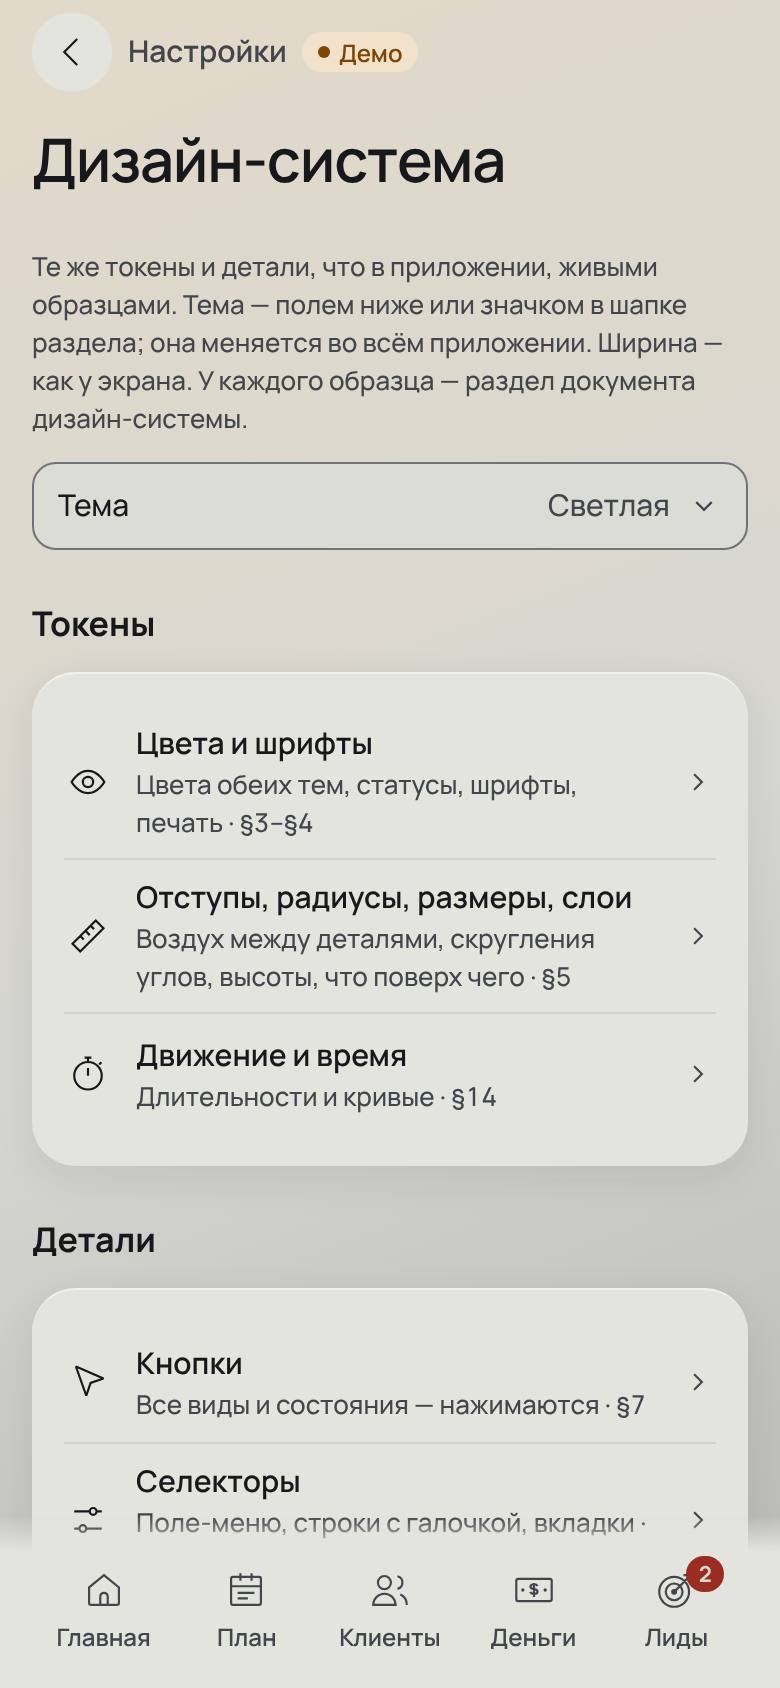 Настройки
Демо
Дизайн-система
Те же токены и детали, что в приложении, живыми
образцами. Тема — полем ниже или значком в шапке
раздела; она меняется во всём приложении. Ширина —
как у экрана. У каждого образца — раздел документа
дизайн-системы.
Тема
Светлая
Токены
Цвета и шрифты
Цвета обеих тем, статусы, шрифты,
печать · §3–§4
Отступы, радиусы, размеры, слои
Воздух между деталями, скругления
углов, высоты, что поверх чего · §5
Движение и время
Длительности и кривые · §14
Детали
Кнопки
Все виды и состояния — нажимаются · §7
Селекторы
Поле-меню, строки с галочкой, вкладки ·
2
Главная
План
Клиенты
Деньги
Лиды